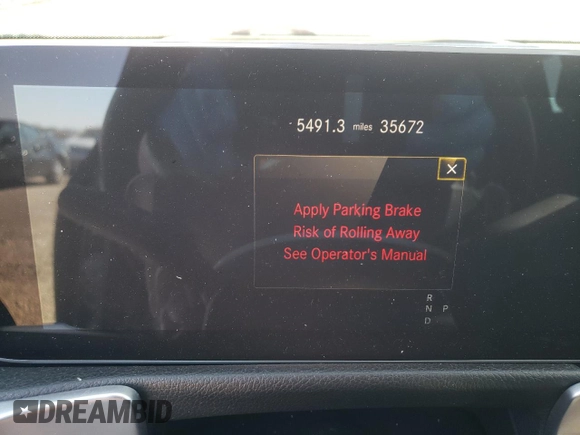 5491.3 miles 35672
Apply Parking Brake
Risk of Rolling Away
See Operator's Manual
R
N P
D
DREAMBID